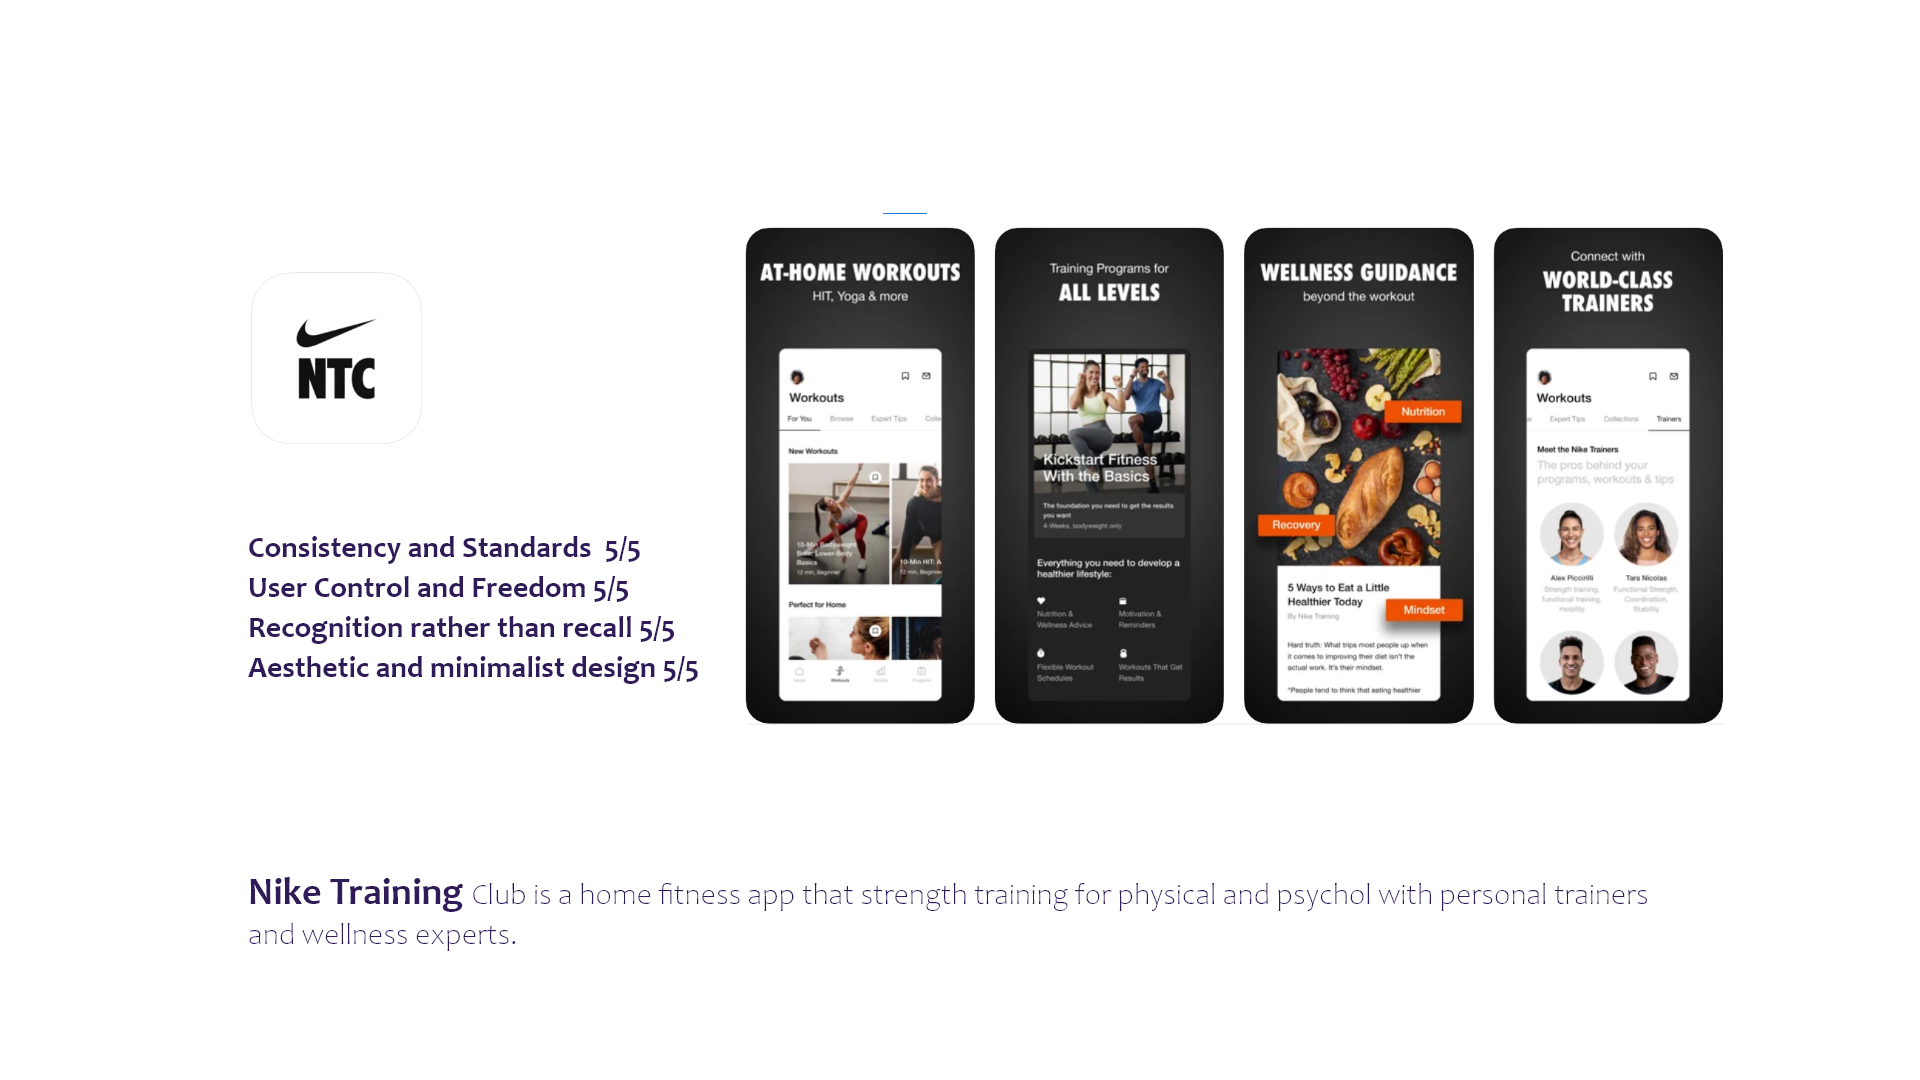 NTC
Consistency and Standards 5/5
User Control and Freedom 5/5
Recognition rather than recall 5/5
Aesthetic and minimalist design 5/5
AT-HOME WORKOUTS
HIT, Yoga & more
Workouts
For You Browse Expert Tips Colle
New Workouts
10-Min Bodyweight
Burn: Lower-Body
Basics
12 min, Beginner
10-Min HIT: A
12 min, Beginne
Perfect for Home
Home Workouts Activity Programs
Training Programs for
ALL LEVELS
Kickstart Fitness
With the Basics
The foundation you need to get the results
you want
4-Weeks, bodyweight only
Everything you need to develop a
healthier lifestyle:
Nutrition &
Wellness Advice
Motivation &
Reminders
Flexible Workout
Schedules
Workouts That Get
Results
WELLNESS GUIDANCE
beyond the workout
Nutrition
Recovery
5 Ways to Eat a Little
Healthier Today
Mindset
By Nike Training
Hard truth: What trips most people up when
it comes to improving their diet isn't the
actual work. It's their mindset.
"People tend to think that eating healthier
Connect with
WORLD-CLASS
TRAINERS
Workouts
se Expert Tips Collections Trainers
Meet the Nike Trainers
The pros behind your
programs, workouts & tips
Alex Piccirilli
Strength training,
functional training,
mobility
Tara Nicolas
Functional Strength,
Coordination,
Stability
Nike Training Club is a home fitness app that strength training for physical and psychol with personal trainers
and wellness experts.